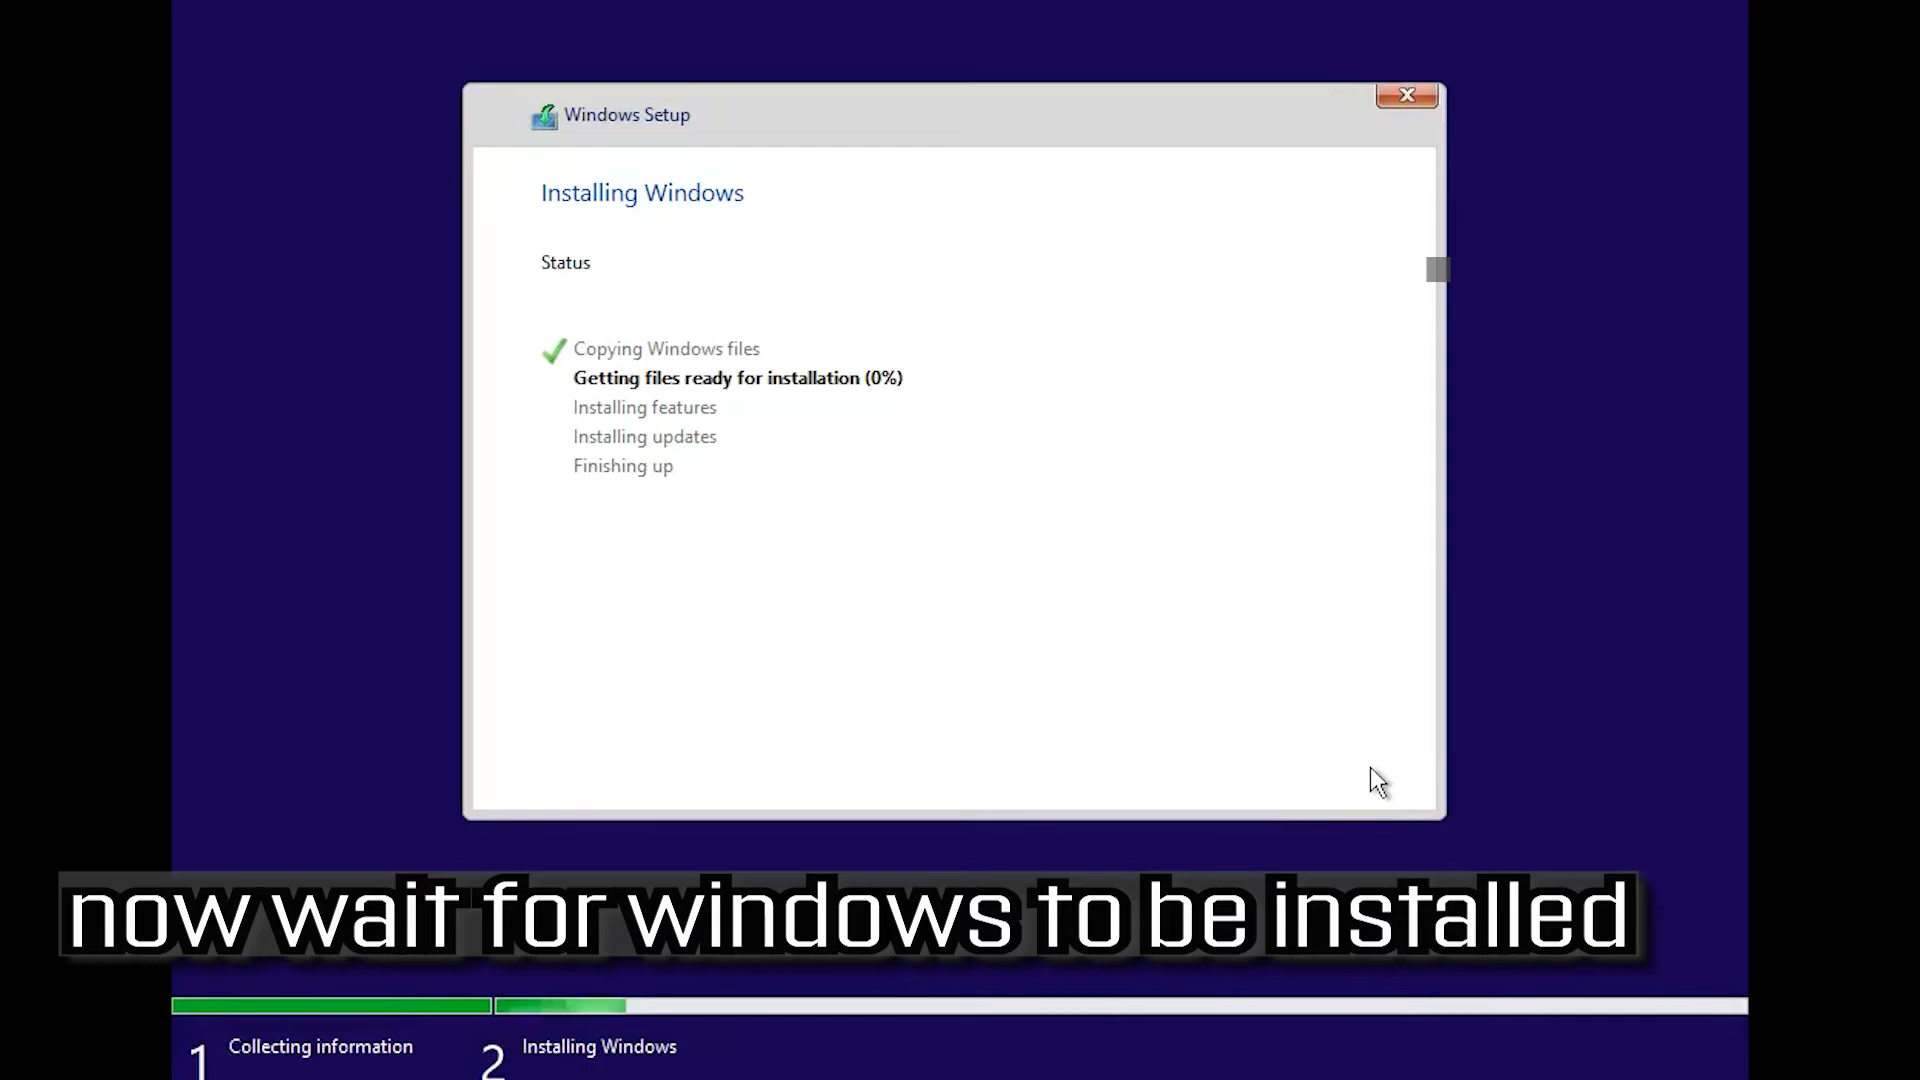 Windows Setup
Installing Windows
Status
Copying Windows files
Getting files ready for installation (0%)
Installing features
Installing updates
Finishing up
now wait for windows to be installed
1 Collecting information
2 Installing Windows